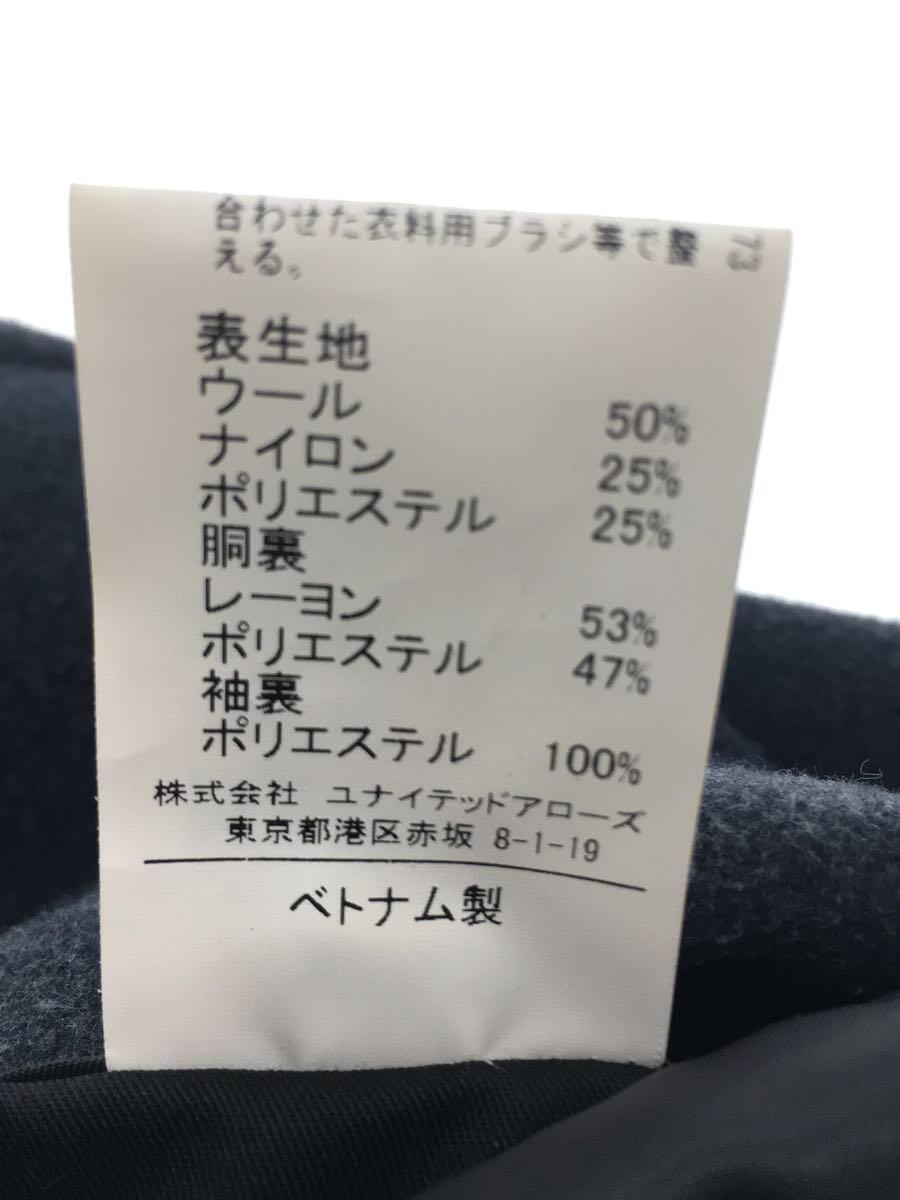 合わせた衣料用ブラシ等で整
える。
73
表生地
ウール 50%
ナイロン 25%
ポリエステル 25%
胴裏
レーヨン 53%
ポリエステル 47%
袖裏
ポリエステル 100%
株式会社 ユナイテッドアローズ
東京都港区赤坂 8-1-19
ベトナム製